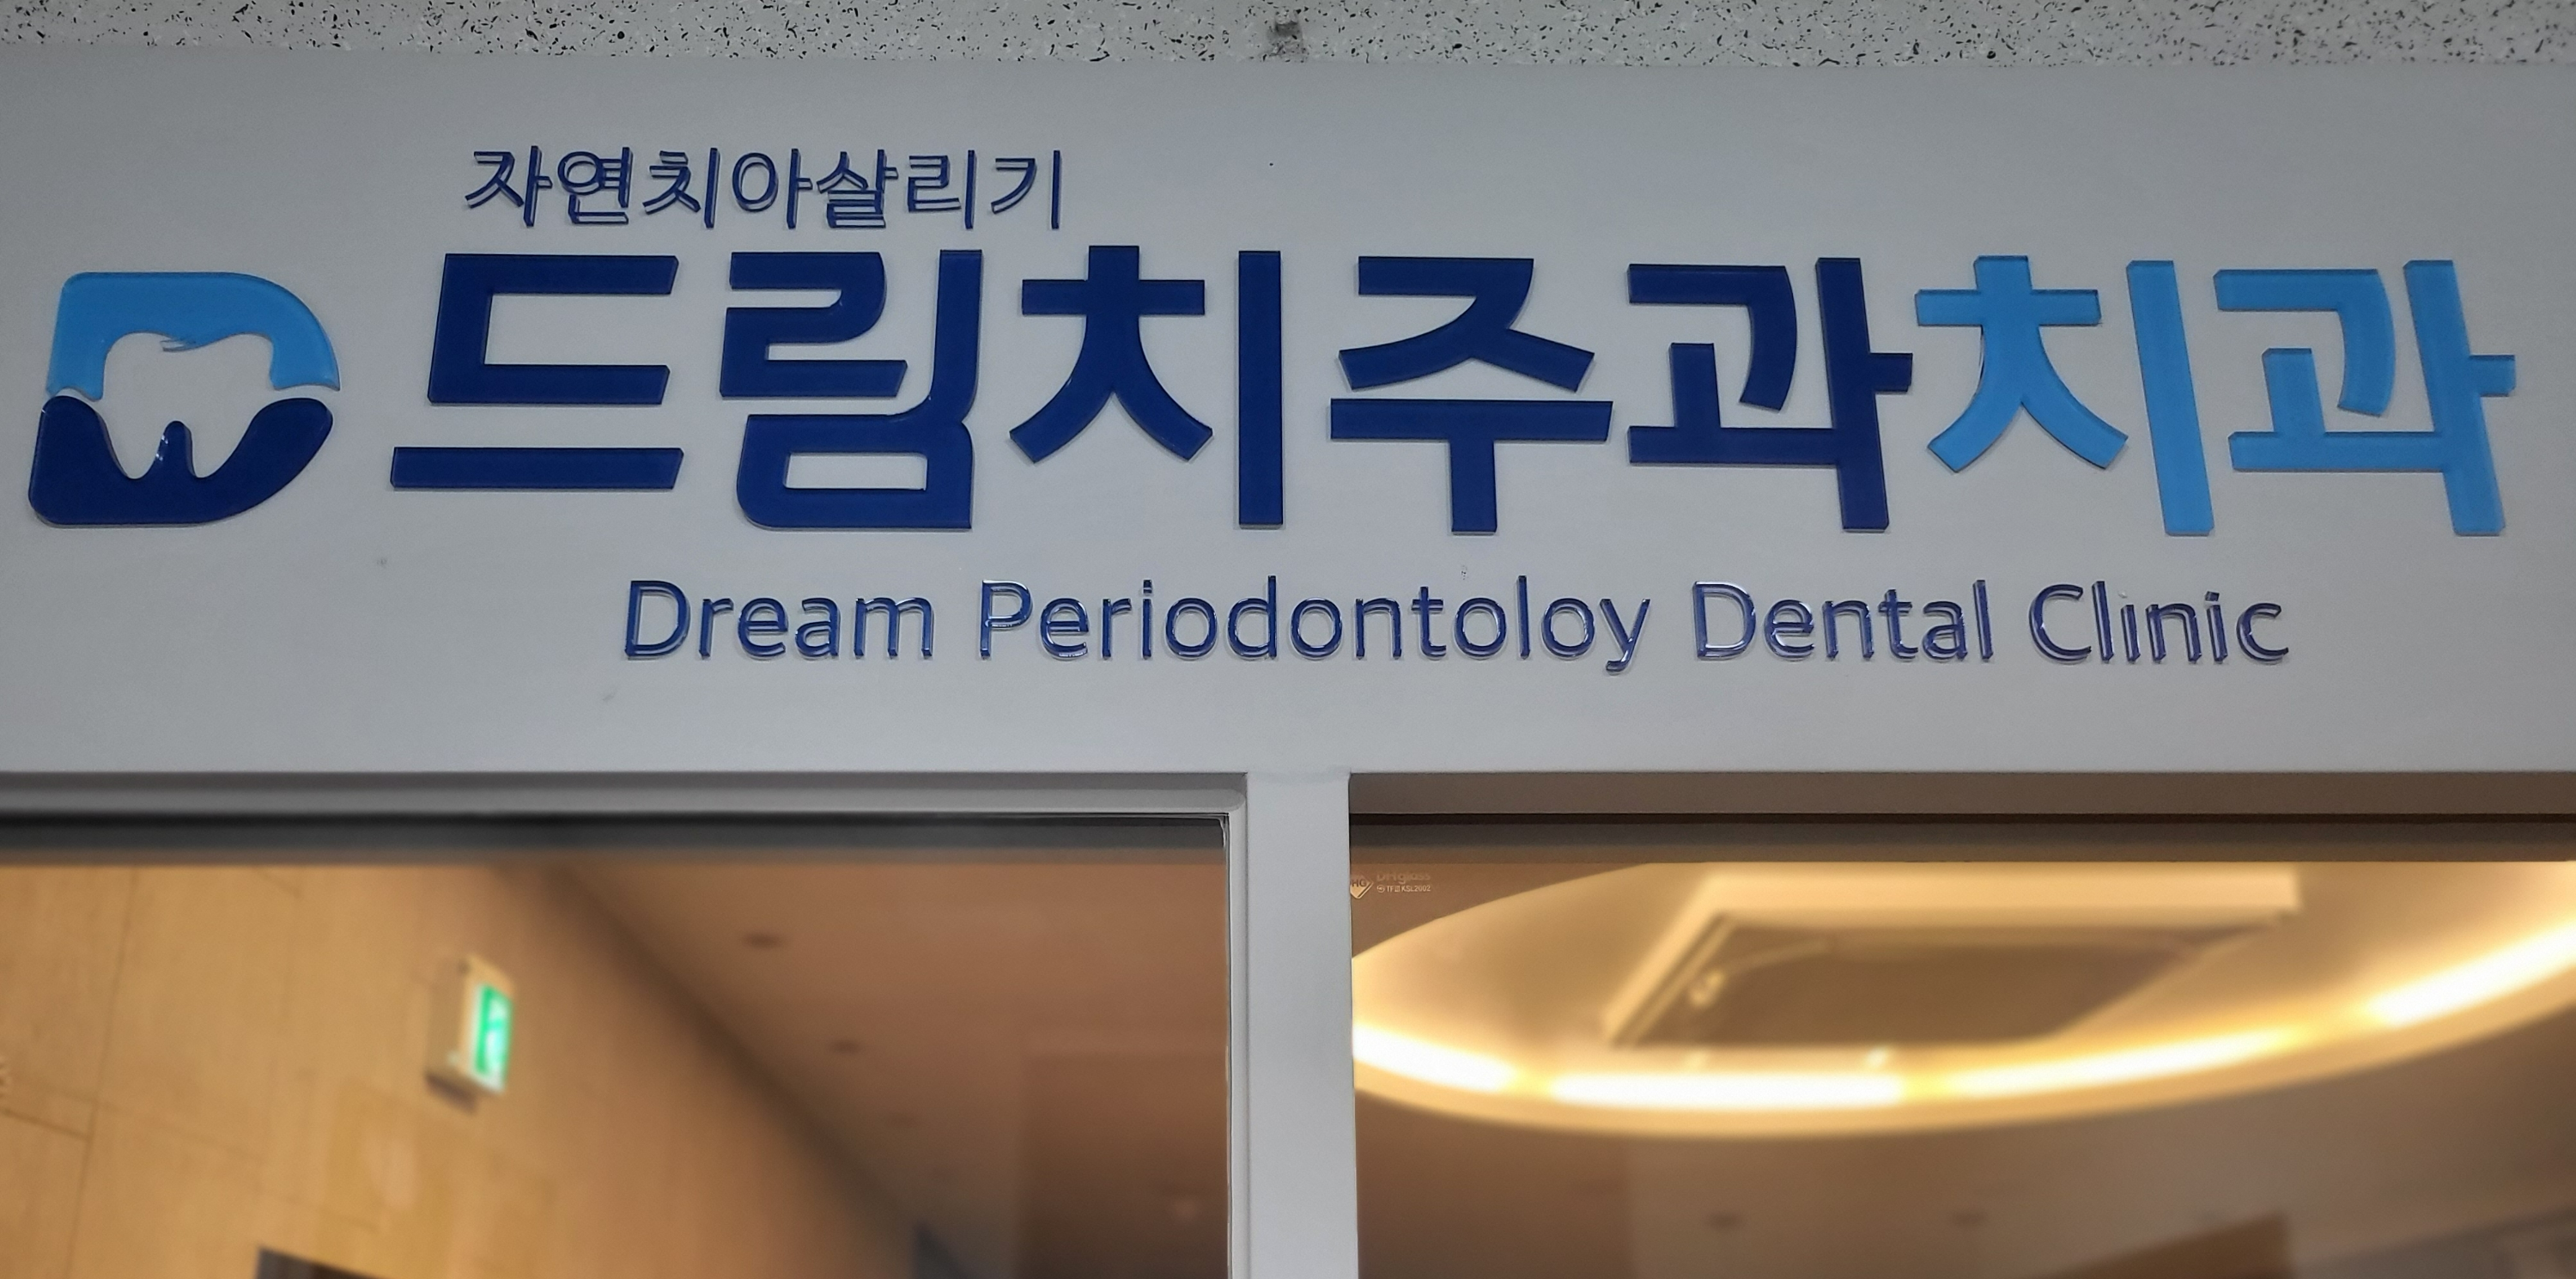 자연치아살리기
드림치주과치과
Dream Periodontoloy Dental Clinic